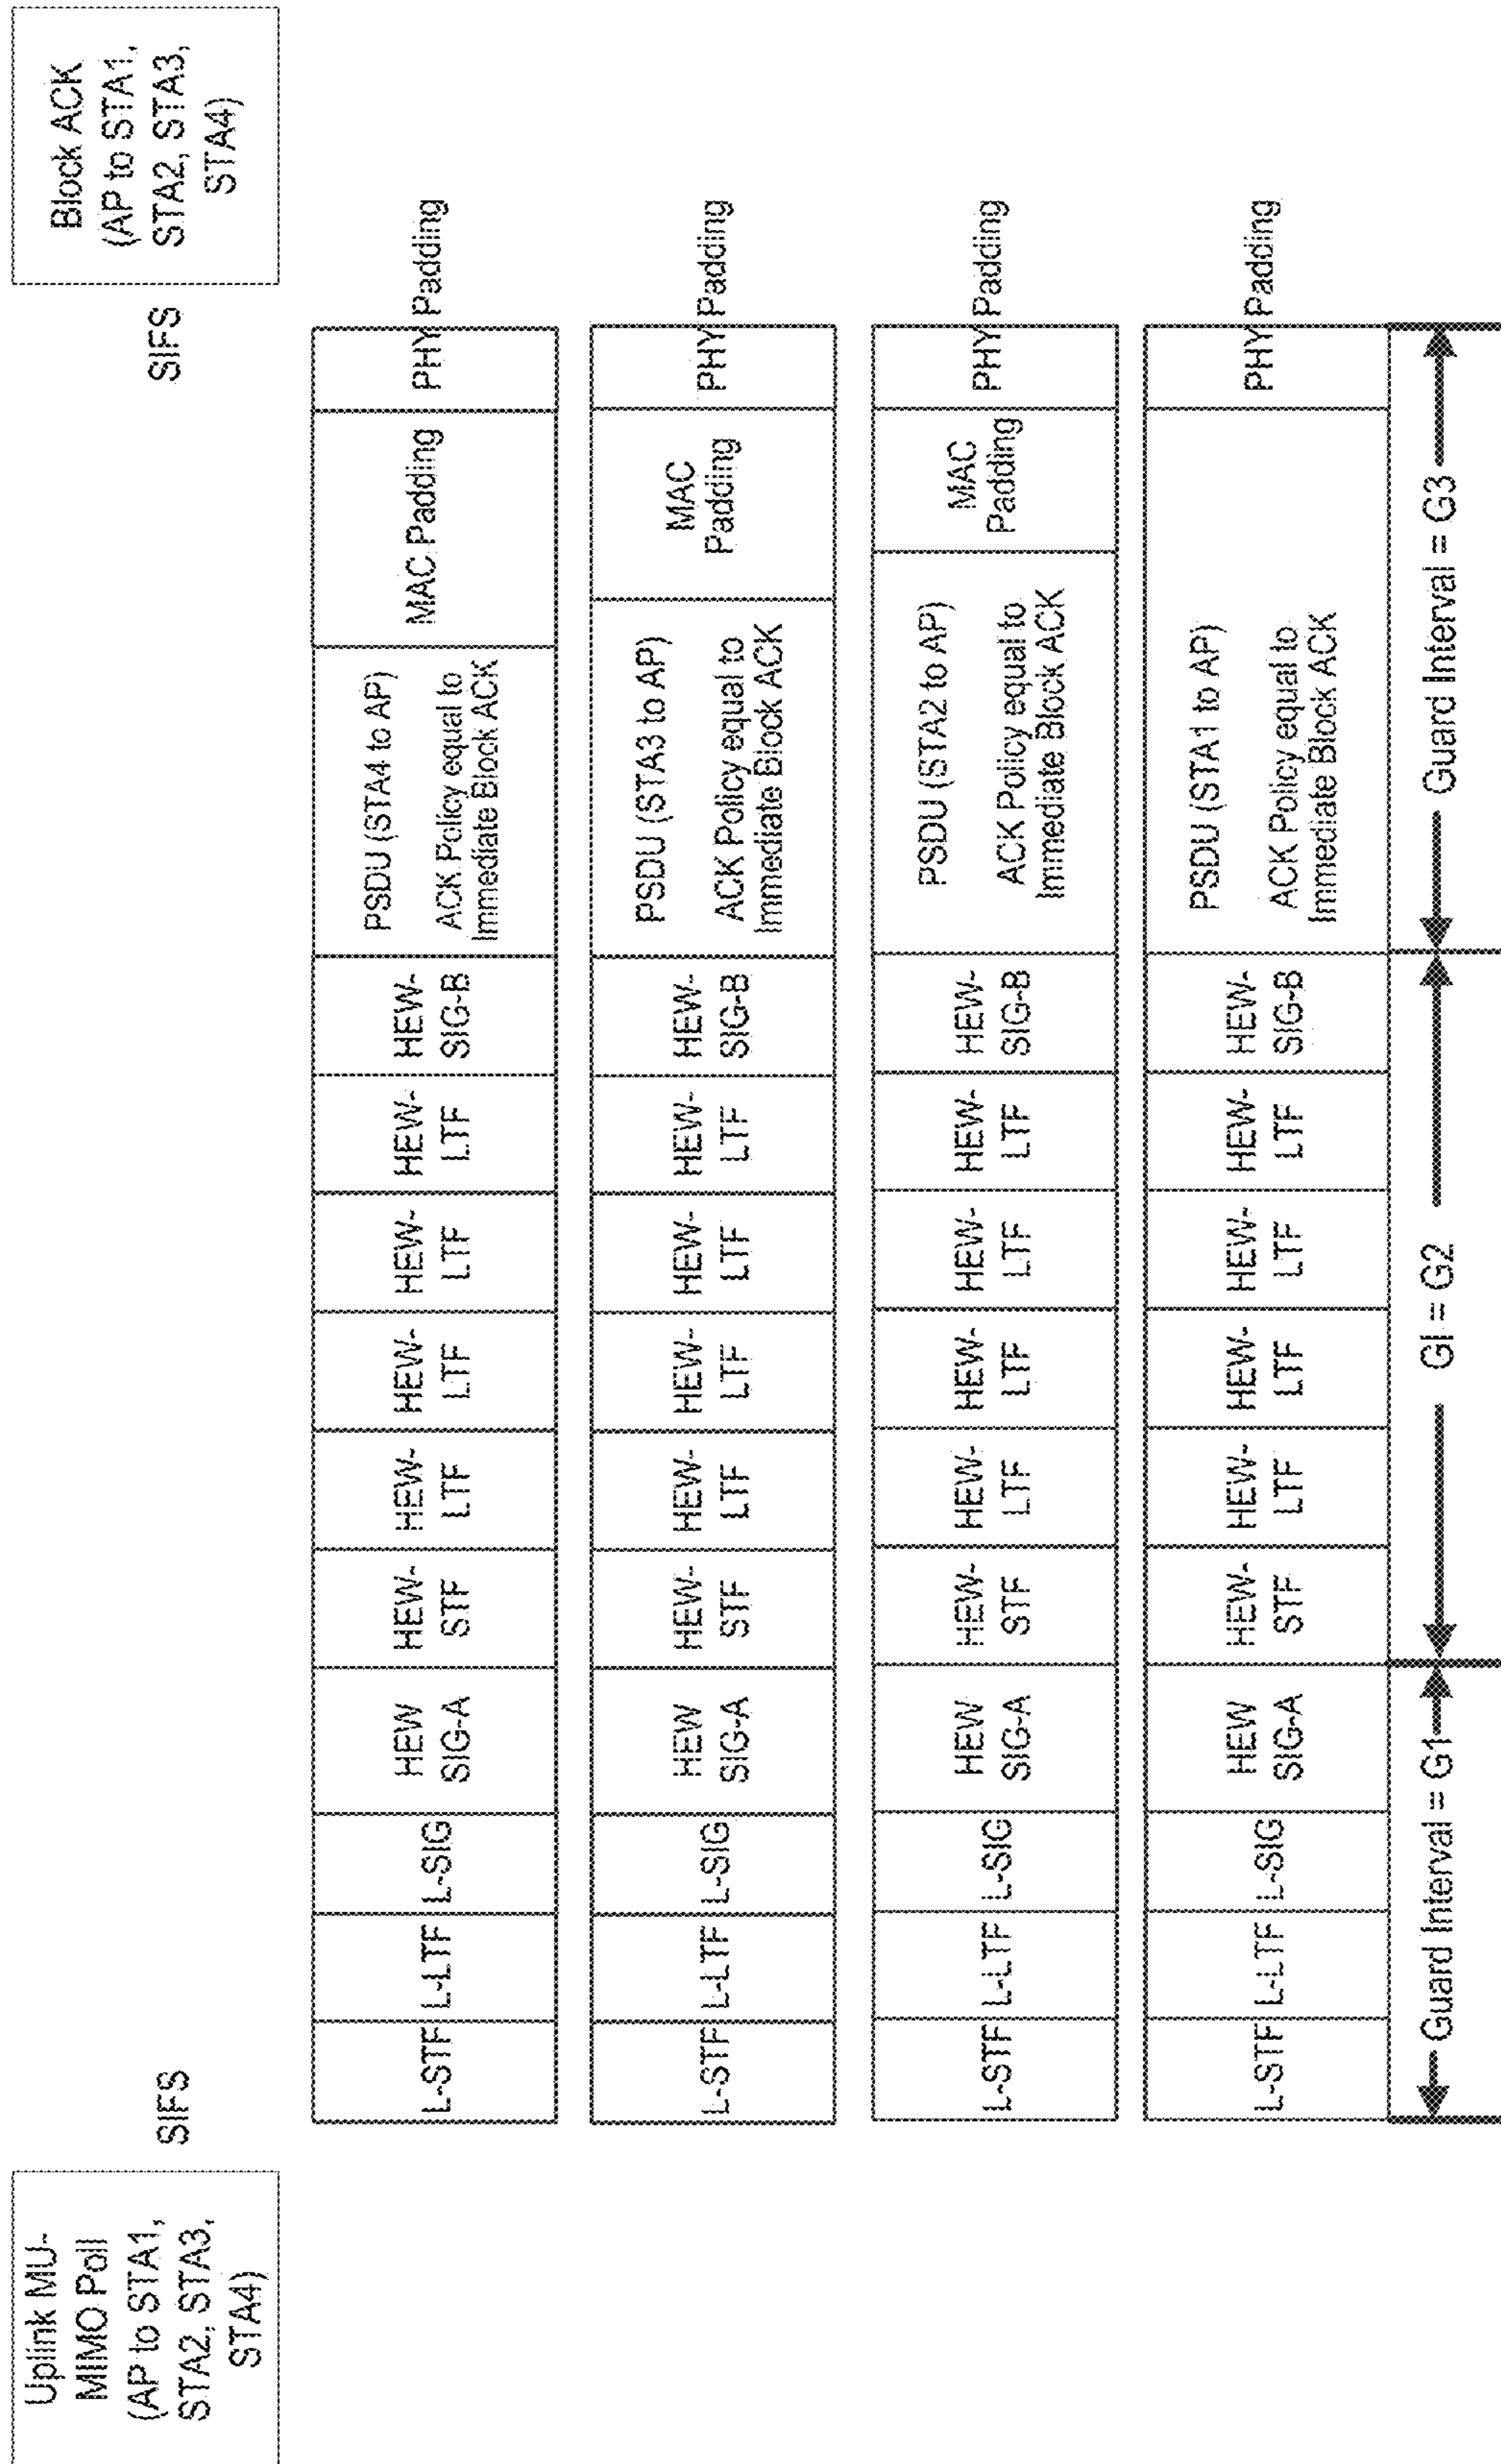 Uplink MU-
MIMO Poll
(AP to STA1,
STA2, STA3,
STA4)
SIFS
SIFS
Block ACK
(AP to STA1,
STA2, STA3,
STA4)
L-STF
L-LTF
L-SIG
HEW
SIG-A
HEW-
STF
HEW-
LTF
HEW-
LTF
HEW-
LTF
HEW-
LTF
HEW-
SIG-B
PSDU (STA4 to AP)
ACK Policy equal to
Immediate Block ACK
MAC Padding
PHY Padding
L-STF
L-LTF
L-SIG
HEW
SIG-A
HEW-
STF
HEW-
LTF
HEW-
LTF
HEW-
LTF
HEW-
LTF
HEW-
SIG-B
PSDU (STA3 to AP)
ACK Policy equal to
Immediate Block ACK
MAC
Padding
PHY Padding
L-STF
L-LTF
L-SIG
HEW
SIG-A
HEW-
STF
HEW-
LTF
HEW-
LTF
HEW-
LTF
HEW-
LTF
HEW-
SIG-B
PSDU (STA2 to AP)
ACK Policy equal to
Immediate Block ACK
MAC
Padding
PHY Padding
L-STF
L-LTF
L-SIG
HEW
SIG-A
HEW-
STF
HEW-
LTF
HEW-
LTF
HEW-
LTF
HEW-
LTF
HEW-
SIG-B
PSDU (STA1 to AP)
ACK Policy equal to
Immediate Block ACK
PHY Padding
Guard Interval = G1
GI = G2
Guard Interval = G3